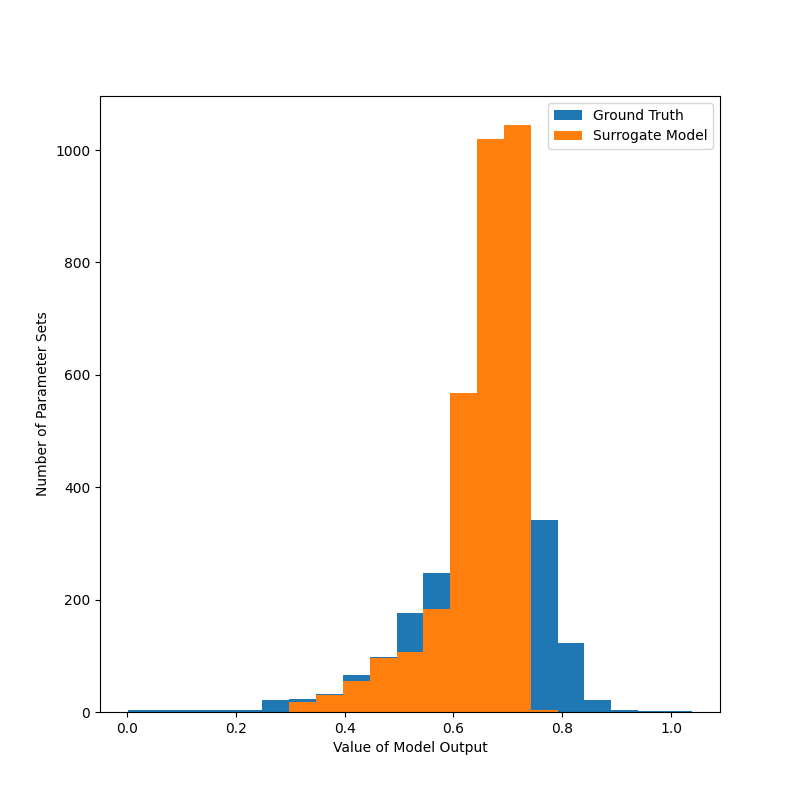 Ground Truth
Surrogate Model
1000
800
600
400
200
0
Number of Parameter Sets
0.0 0.2 0.4 0.6 0.8 1.0
Value of Model Output